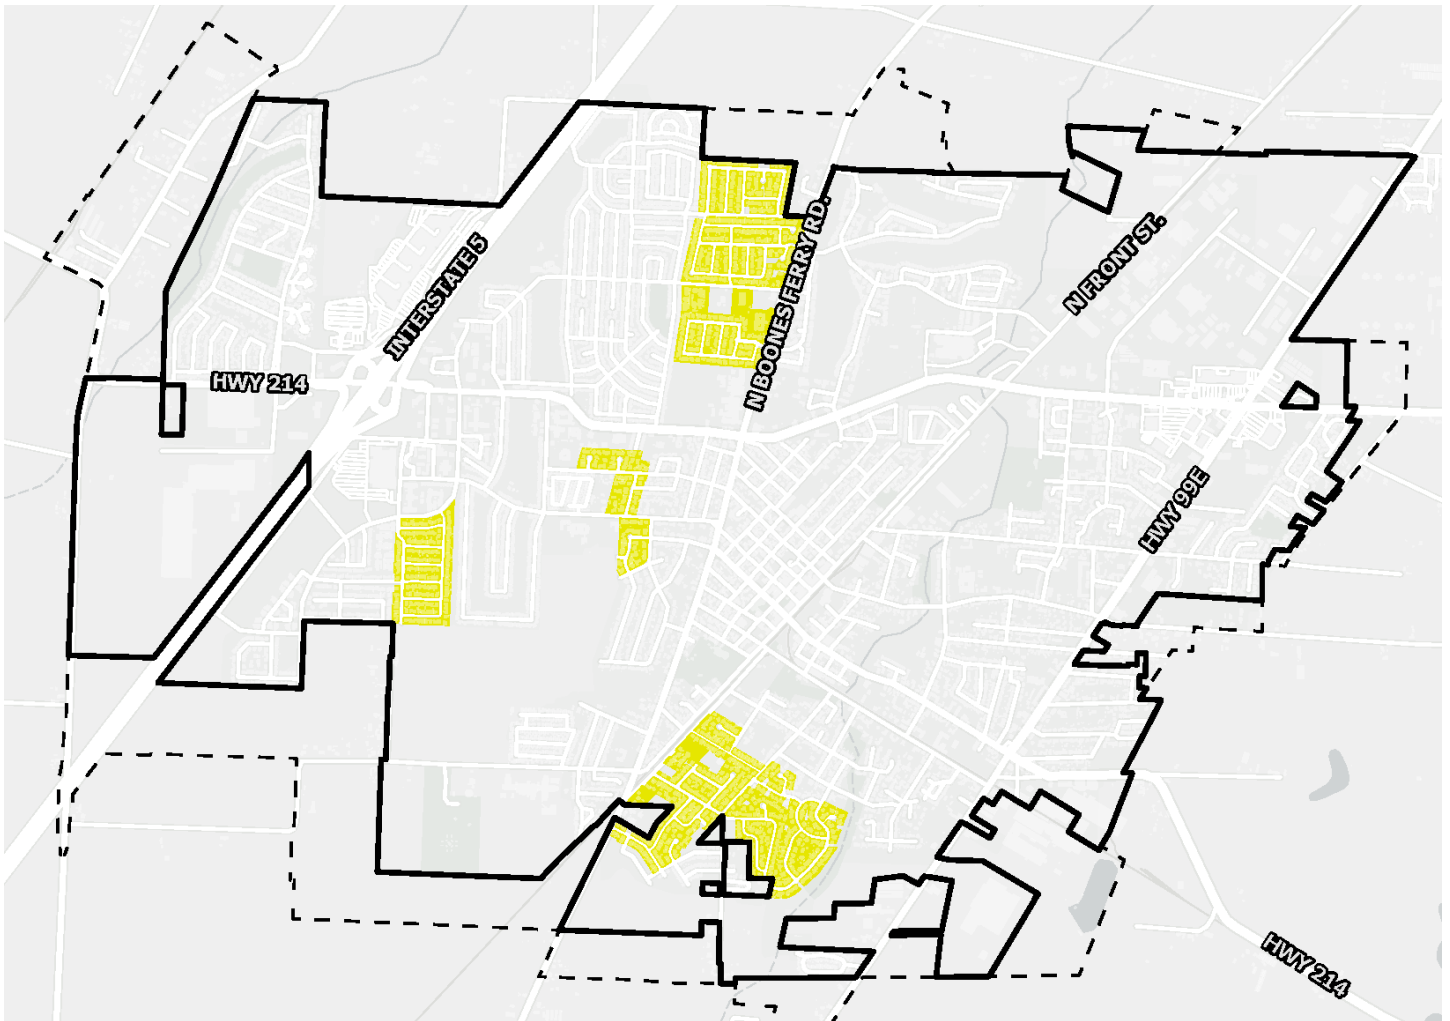 N BOONES FERRY RD.
N FRONT ST.
INTERSTATE 5
HWY 214
HWY 99E
HWY 214